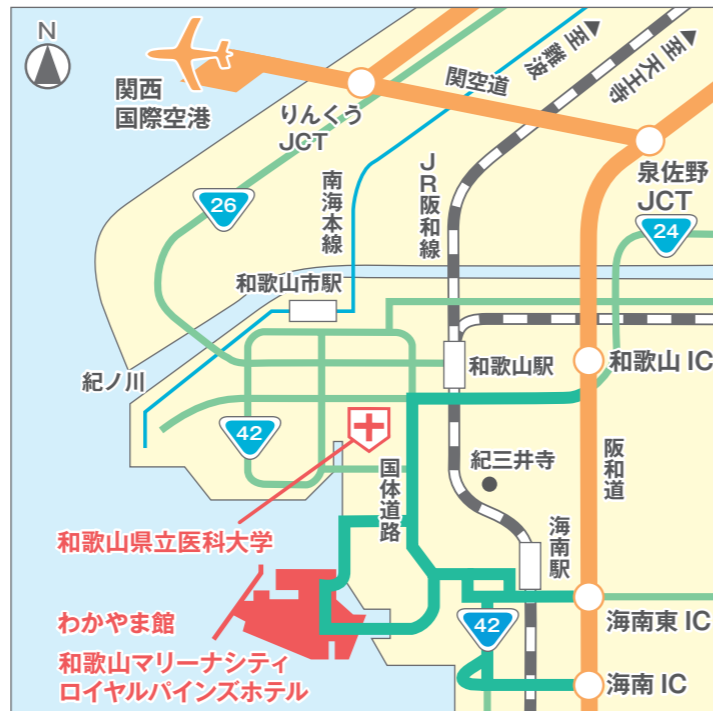 N
関西
国際空港
りんくう
JCT
関空道
至難波
至天王寺
泉佐野
JCT
26
南海本線
JR阪和線
24
和歌山市駅
紀ノ川
和歌山駅
和歌山 IC
42
国体道路
紀三井寺
阪和道
海南駅
和歌山県立医科大学
わかやま館
和歌山マリーナシティ
ロイヤルパインズホテル
42
海南東 IC
海南 IC